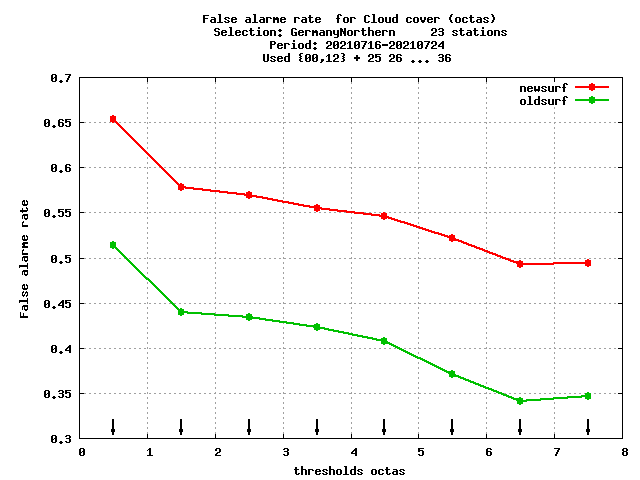 False alarme rate  for Cloud cover (octas)
Selection: GermanyNorthern     23 stations
Period: 20210716-20210724
Used {00,12} + 25 26 ... 36
newsurf
oldsurf
0.7
0.65
0.6
0.55
0.5
0.45
0.4
0.35
0.3
False alarme rate
0 1 2 3 4 5 6 7 8
thresholds octas